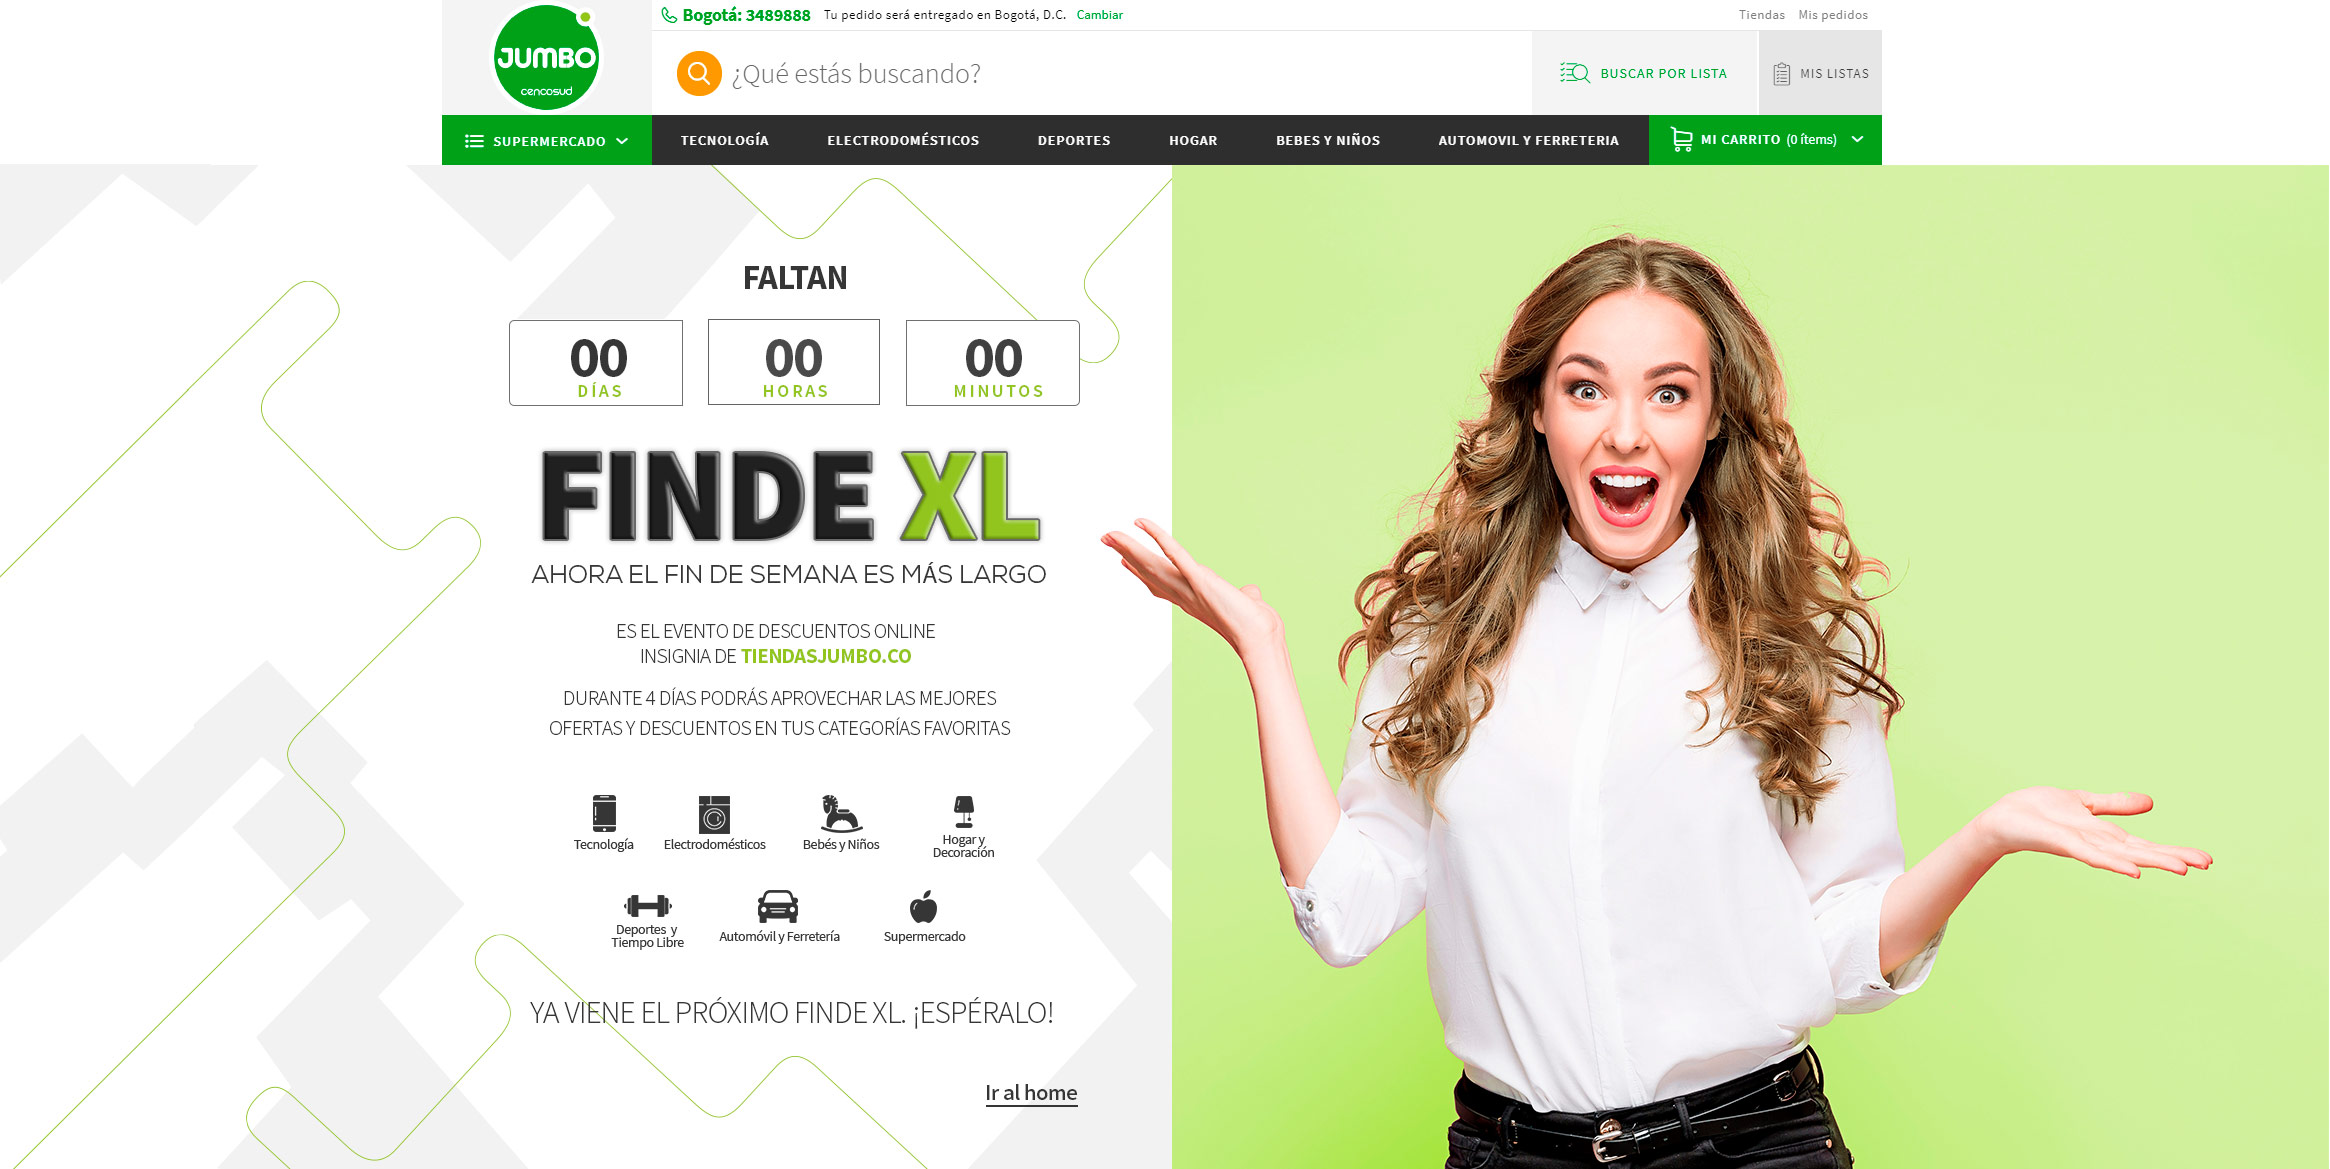 JUMBO
cencosud
Bogotá: 3489888 Tu pedido será entregado en Bogotá, D.C. Cambiar
Tiendas Mis pedidos
¿Qué estás buscando?
BUSCAR POR LISTA
MIS LISTAS
SUPERMERCADO
TECNOLOGÍA
ELECTRODOMÉSTICOS
DEPORTES
HOGAR
BEBES Y NIÑOS
AUTOMOVIL Y FERRETERIA
MI CARRITO (0 ítems)
FALTAN
00 00 00
DÍAS HORAS MINUTOS
FINDE XL
AHORA EL FIN DE SEMANA ES MÁS LARGO
ES EL EVENTO DE DESCUENTOS ONLINE
INSIGNIA DE TIENDASJUMBO.CO
DURANTE 4 DÍAS PODRÁS APROVECHAR LAS MEJORES
OFERTAS Y DESCUENTOS EN TUS CATEGORÍAS FAVORITAS
Tecnología
Electrodomésticos
Bebés y Niños
Hogar y
Decoración
Deportes y
Tiempo Libre
Automóvil y Ferretería
Supermercado
YA VIENE EL PRÓXIMO FINDE XL. ¡ESPÉRALO!
Ir al home